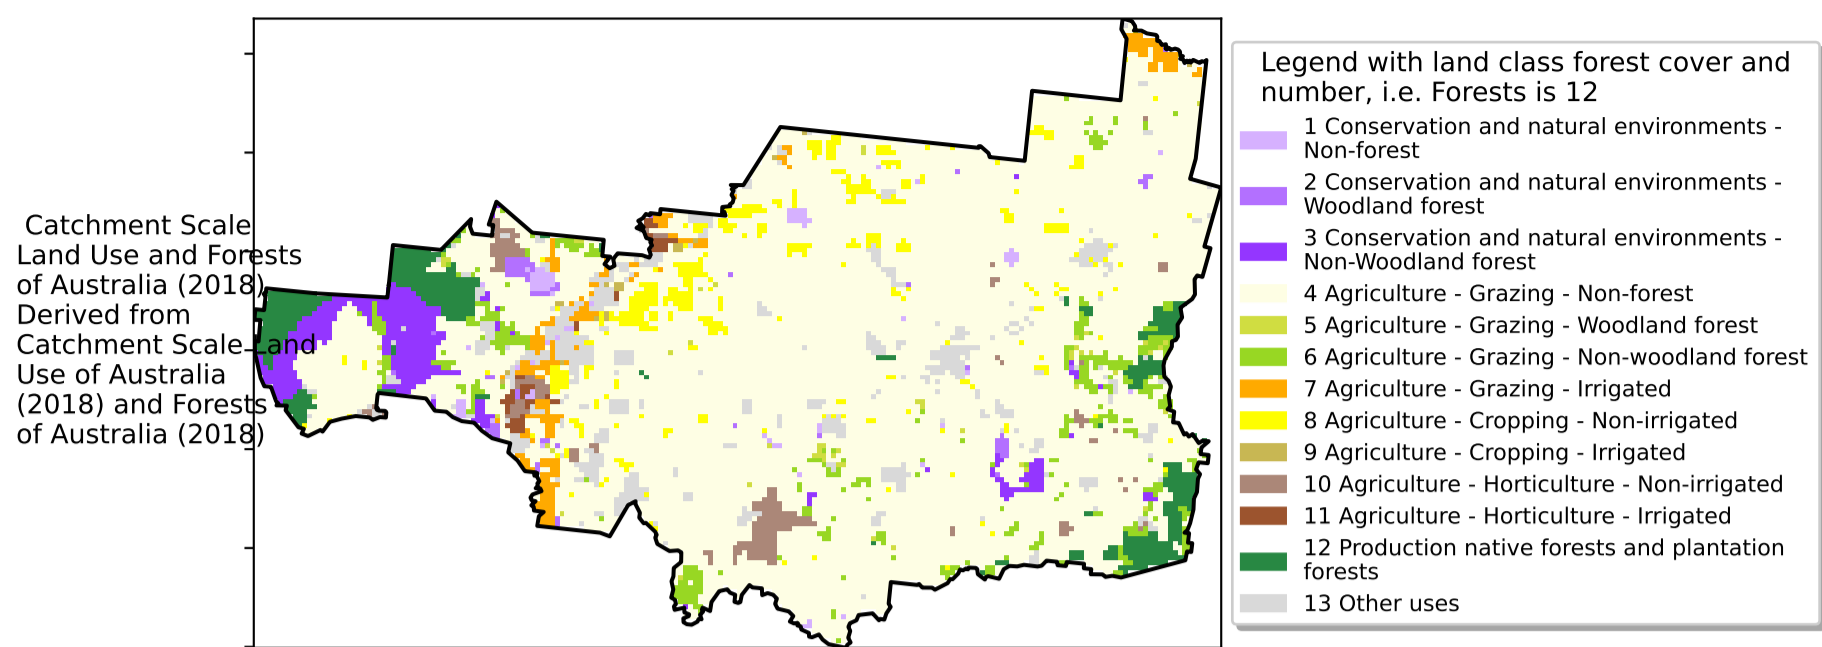 Catchment Scale
Land Use and Forests
of Australia (2018)
Derived from
Catchment Scale Land
Use of Australia
(2018) and Forests
of Australia (2018)
Legend with land class forest cover and
number, i.e. Forests is 12
1 Conservation and natural environments -
Non-forest
2 Conservation and natural environments -
Woodland forest
3 Conservation and natural environments -
Non-Woodland forest
4 Agriculture - Grazing - Non-forest
5 Agriculture - Grazing - Woodland forest
6 Agriculture - Grazing - Non-woodland forest
7 Agriculture - Grazing - Irrigated
8 Agriculture - Cropping - Non-irrigated
9 Agriculture - Cropping - Irrigated
10 Agriculture - Horticulture - Non-irrigated
11 Agriculture - Horticulture - Irrigated
12 Production native forests and plantation
forests
13 Other uses